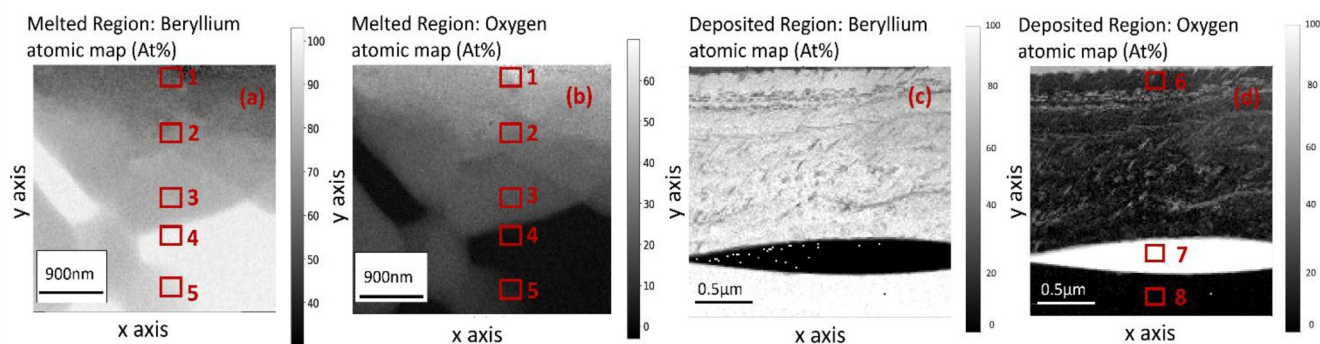 Melted Region: Beryllium
atomic map (At%)
1
(a)
2
3
4
5
900nm
y axis
x axis
100
90
80
70
60
50
40
Melted Region: Oxygen
atomic map (At%)
1
(b)
2
3
4
5
900nm
y axis
x axis
60
50
40
30
20
10
0
Deposited Region: Beryllium
atomic map (At%)
(c)
0.5µm
y axis
x axis
100
80
60
40
20
0
Deposited Region: Oxygen
atomic map (At%)
6
(d)
7
8
0.5µm
y axis
x axis
100
80
60
40
20
0